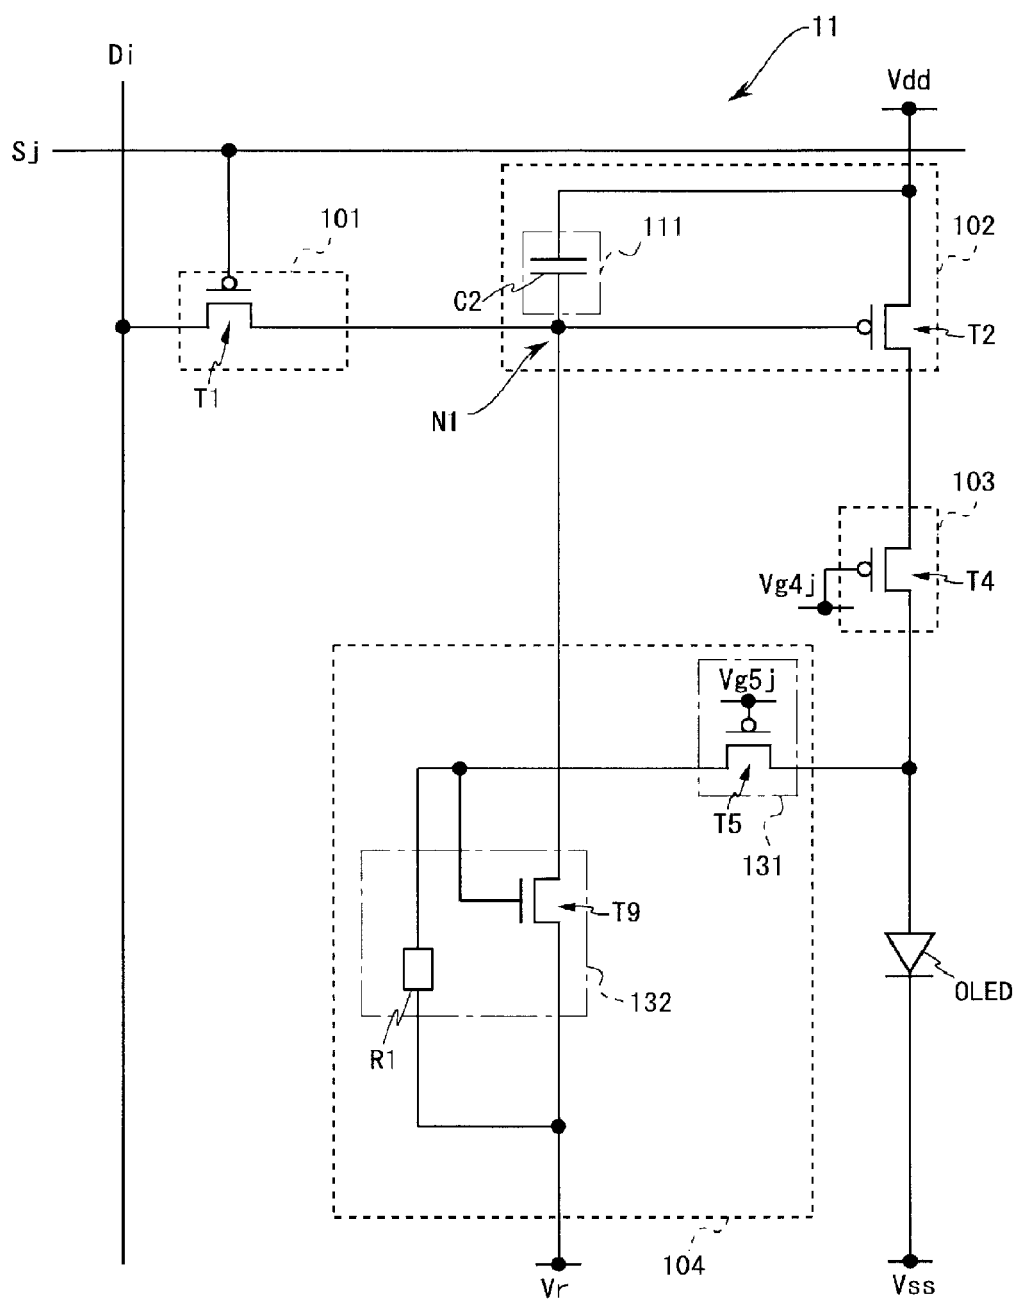 11
Di
Vdd
Sj
101
111
102
C2
T2
T1
N1
103
Vg4j
T4
Vg5j
T5
131
T9
132
OLED
R1
104
Vr
Vss